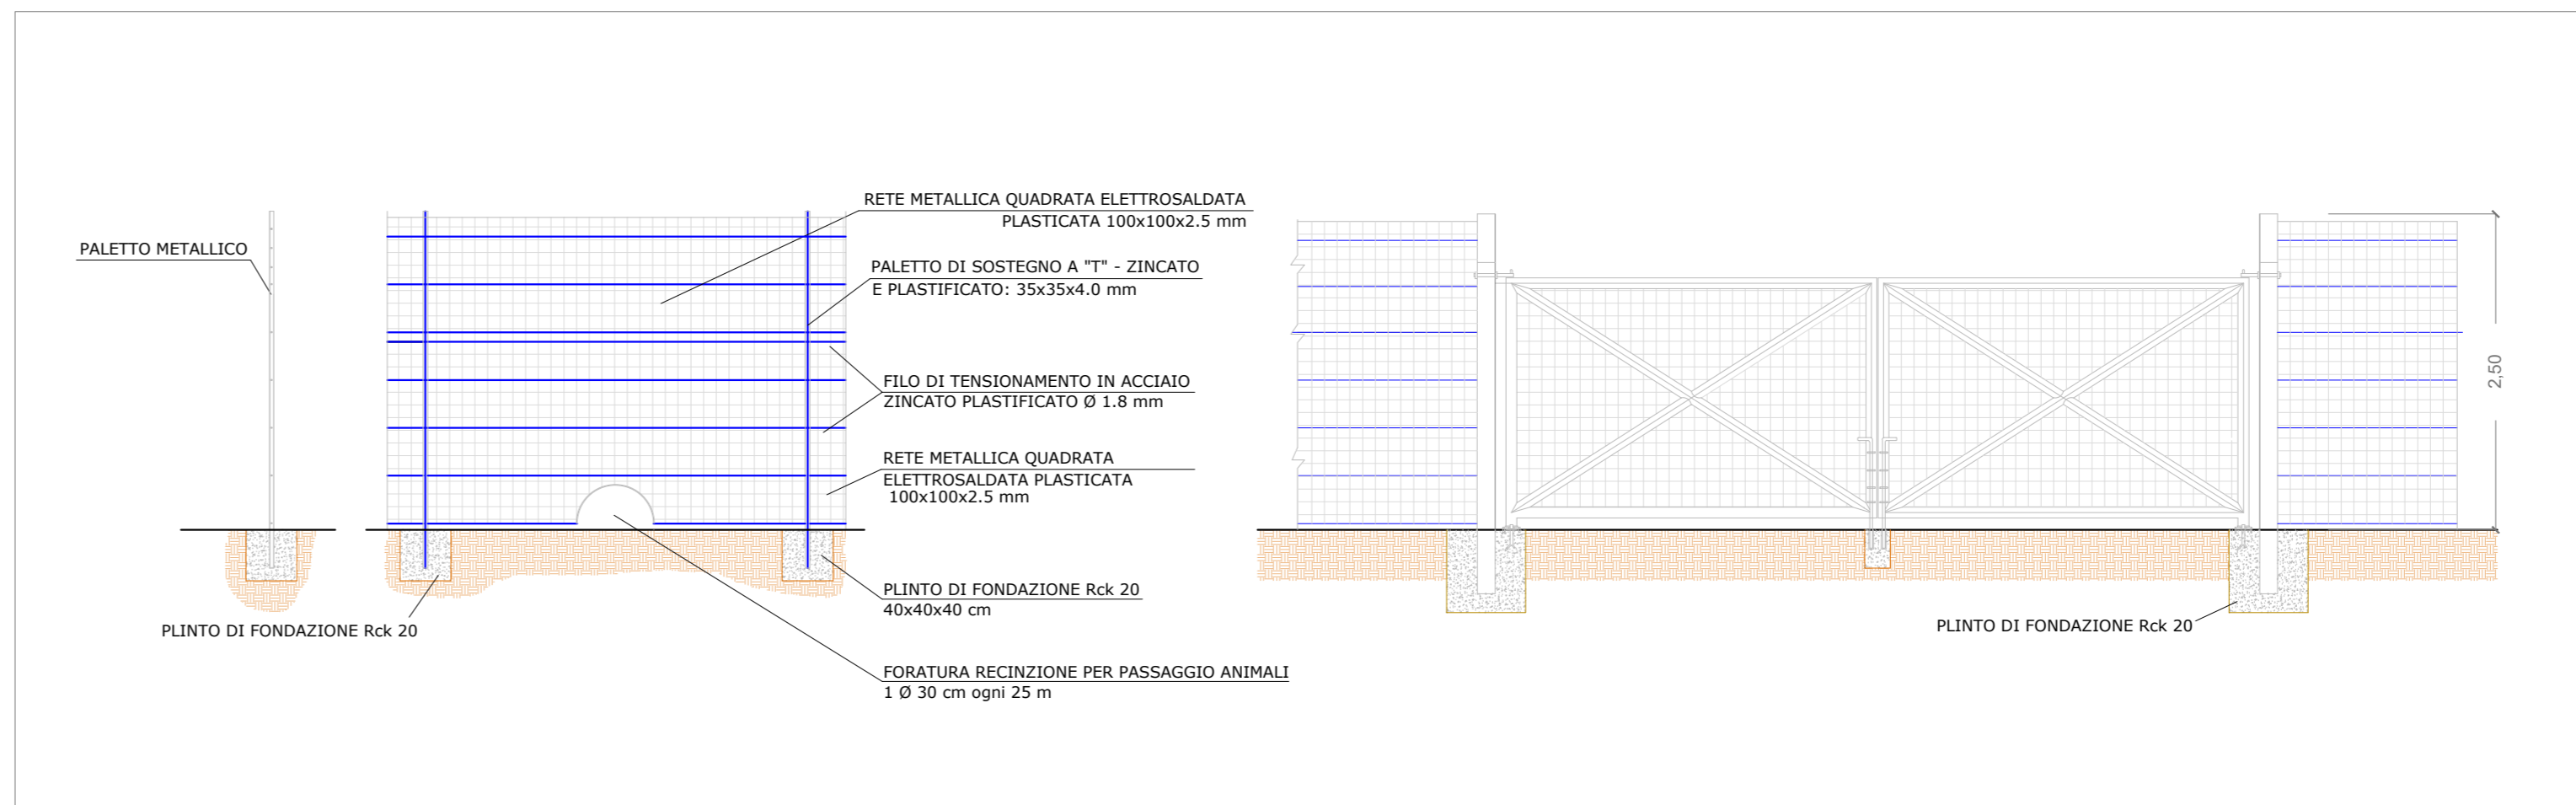 PALETTO METALLICO
PLINTO DI FONDAZIONE Rck 20
RETE METALLICA QUADRATA ELETTROSALDATA
PLASTICATA 100x100x2.5 mm
PALETTO DI SOSTEGNO A "T" - ZINCATO
E PLASTIFICATO: 35x35x4.0 mm
FILO DI TENSIONAMENTO IN ACCIAIO
ZINCATO PLASTIFICATO Ø 1.8 mm
RETE METALLICA QUADRATA
ELETTROSALDATA PLASTICATA
100x100x2.5 mm
PLINTO DI FONDAZIONE Rck 20
40x40x40 cm
FORATURA RECINZIONE PER PASSAGGIO ANIMALI
1 Ø 30 cm ogni 25 m
PLINTO DI FONDAZIONE Rck 20
2,50